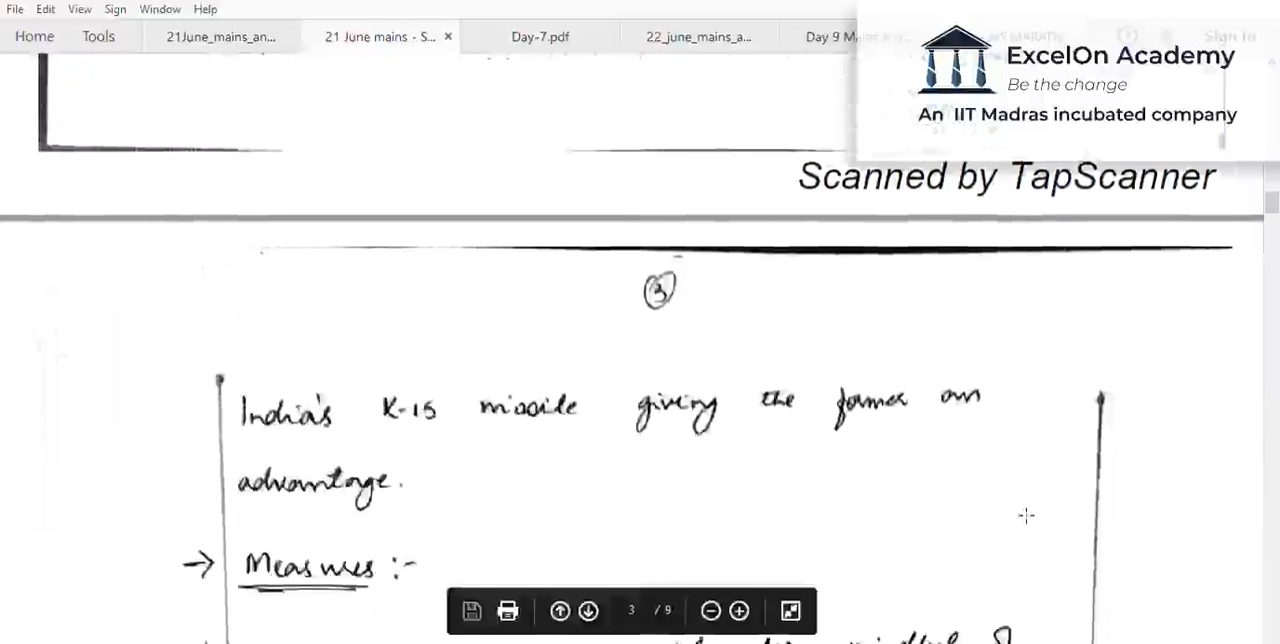 File Edit View Sign Window Help
Home Tools 21June_mains_an... 21 June mains - S... × Day-7.pdf 22_june_mains_a... Day 9 Sign In
ExcelOn Academy
Be the change
An IIT Madras incubated company
Scanned by TapScanner
3
India's K-15 missile giving the former an
advantage.
→ Measures :-
3 / 9